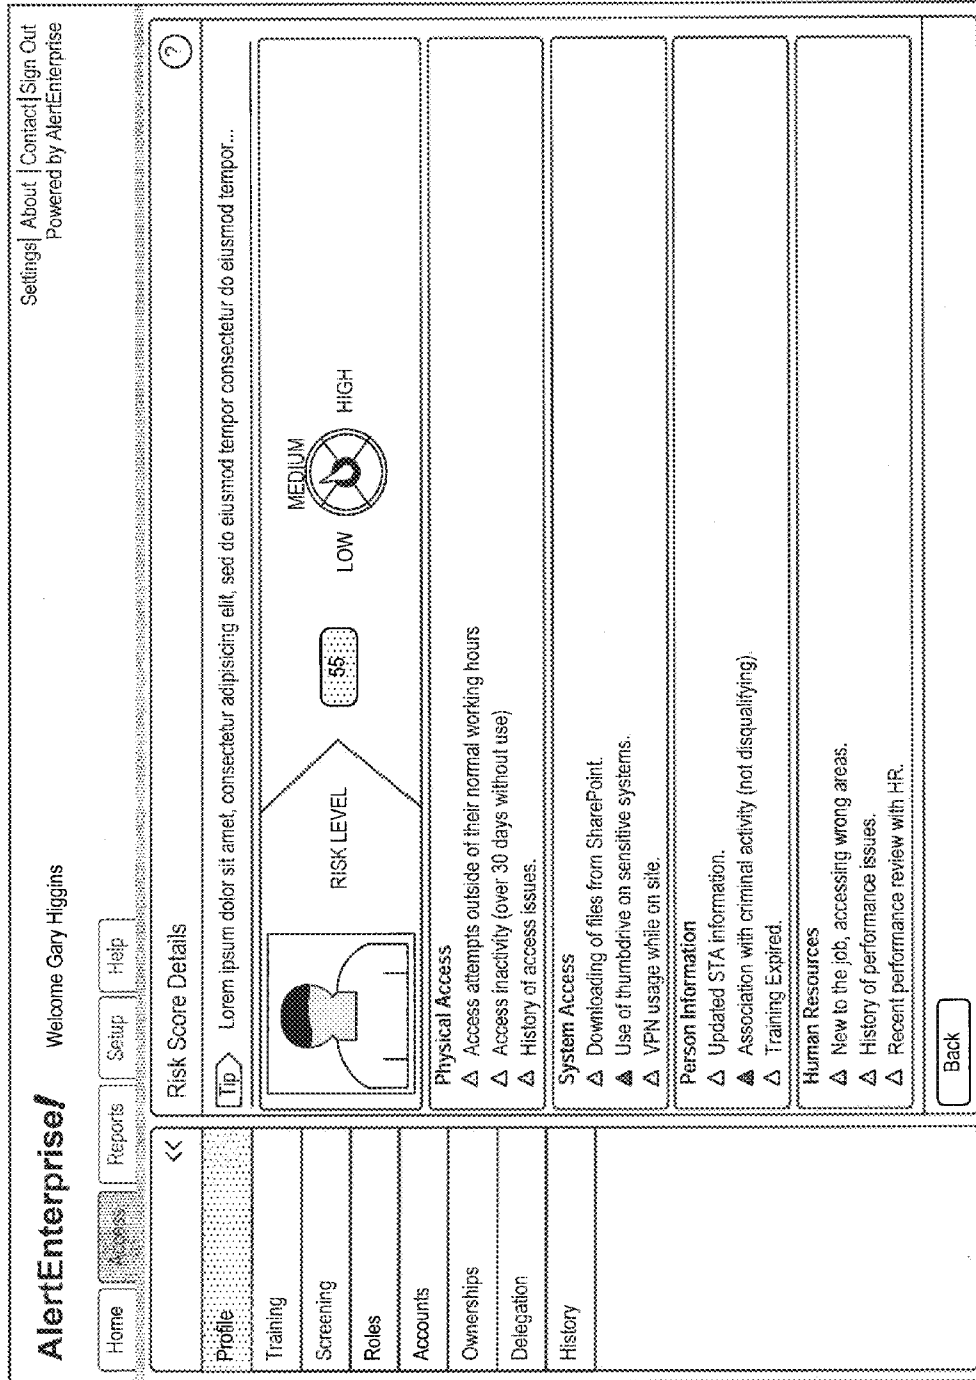 AlertEnterprise!
Welcome Gary Higgins
Settings| About | Contact| Sign Out
Powered by AlertEnterprise
Home Access Reports Setup Help
<<
Profile
Training
Screening
Roles
Accounts
Ownerships
Delegation
History
Risk Score Details
?
Tip Lorem ipsum dolor sit amet, consectetur adipisicing elit, sed do eiusmod tempor consectetur do eiusmod tempor...
RISK LEVEL
55
LOW
MEDIUM
HIGH
Physical Access
Access attempts outside of their normal working hours
Access inactivity (over 30 days without use)
History of access issues.
System Access
Downloading of files from SharePoint.
Use of thumbdrive on sensitive systems.
VPN usage while on site.
Person Information
Updated STA information.
Association with criminal activity (not disqualifying).
Training Expired.
Human Resources
New to the job, accessing wrong areas.
History of performance issues.
Recent performance review with HR.
Back